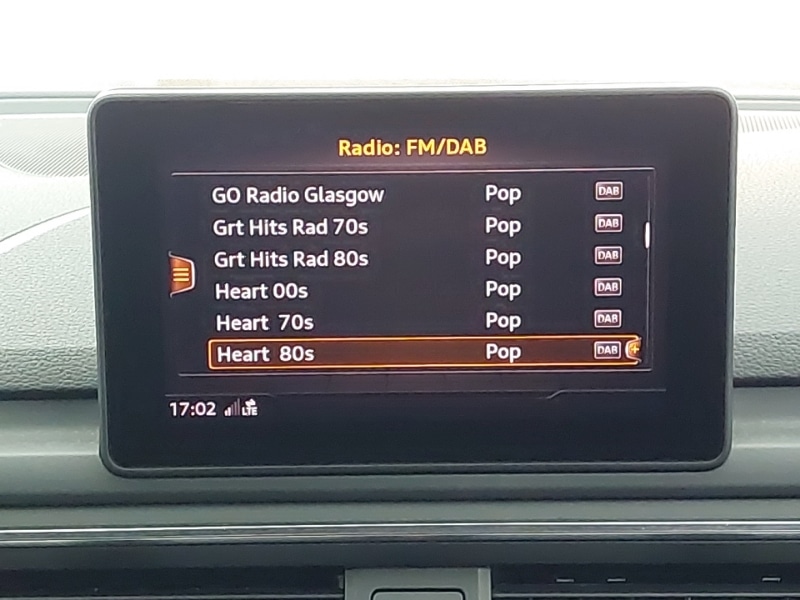 Radio: FM/DAB
GO Radio Glasgow Pop DAB
Grt Hits Rad 70s Pop DAB
Grt Hits Rad 80s Pop DAB
Heart 00s Pop DAB
Heart 70s Pop DAB
Heart 80s Pop DAB
17:02 LTE